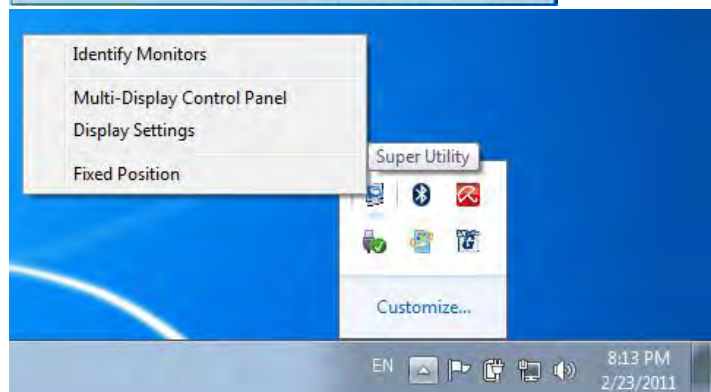 Identify Monitors
Multi-Display Control Panel
Display Settings
Fixed Position
Super Utility
Customize...
EN
8:13 PM
2/23/2011